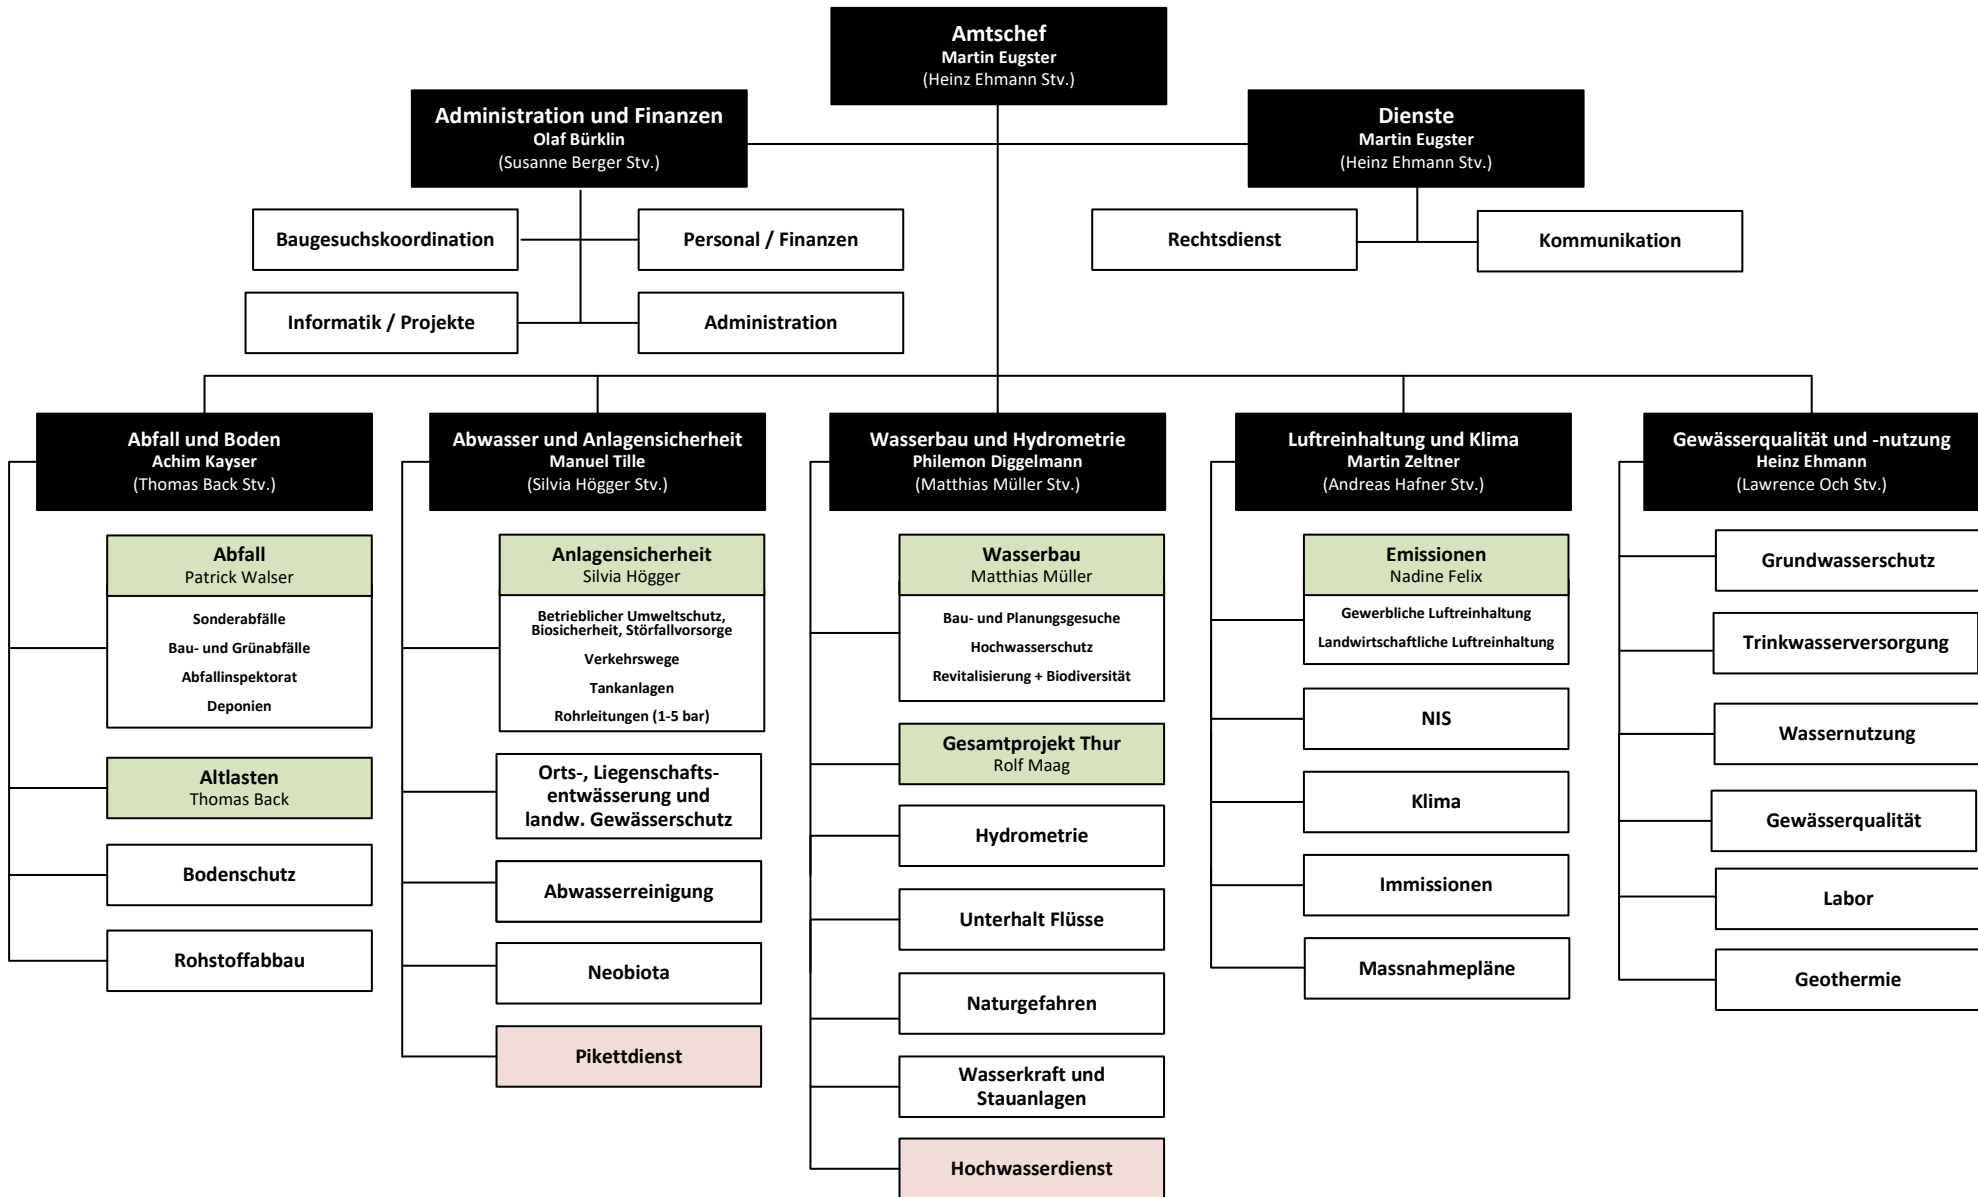 Amtschef
Martin Eugster
(Heinz Ehmann Stv.)
Administration und Finanzen
Olaf Bürklin
(Susanne Berger Stv.)
Dienste
Martin Eugster
(Heinz Ehmann Stv.)
Baugesuchskoordination
Personal / Finanzen
Informatik / Projekte
Administration
Rechtsdienst
Kommunikation
Abfall und Boden
Achim Kayser
(Thomas Back Stv.)
Abfall
Patrick Walser
Sonderabfälle
Bau- und Grünabfälle
Abfallinspektorat
Deponien
Altlasten
Thomas Back
Bodenschutz
Rohstoffabbau
Abwasser und Anlagensicherheit
Manuel Tille
(Silvia Högger Stv.)
Anlagensicherheit
Silvia Högger
Betrieblicher Umweltschutz,
Biosicherheit, Störfallvorsorge
Verkehrswege
Tankanlagen
Rohrleitungen (1-5 bar)
Orts-, Liegenschafts-
entwässerung und
landw. Gewässerschutz
Abwasserreinigung
Neobiota
Pikettdienst
Wasserbau und Hydrometrie
Philemon Diggelmann
(Matthias Müller Stv.)
Wasserbau
Matthias Müller
Bau- und Planungsgesuche
Hochwasserschutz
Revitalisierung + Biodiversität
Gesamtprojekt Thur
Rolf Maag
Hydrometrie
Unterhalt Flüsse
Naturgefahren
Wasserkraft und
Stauanlagen
Hochwasserdienst
Luftreinhaltung und Klima
Martin Zeltner
(Andreas Hafner Stv.)
Emissionen
Nadine Felix
Gewerbliche Luftreinhaltung
Landwirtschaftliche Luftreinhaltung
NIS
Klima
Immissionen
Massnahmepläne
Gewässerqualität und -nutzung
Heinz Ehmann
(Lawrence Och Stv.)
Grundwasserschutz
Trinkwasserversorgung
Wassernutzung
Gewässerqualität
Labor
Geothermie